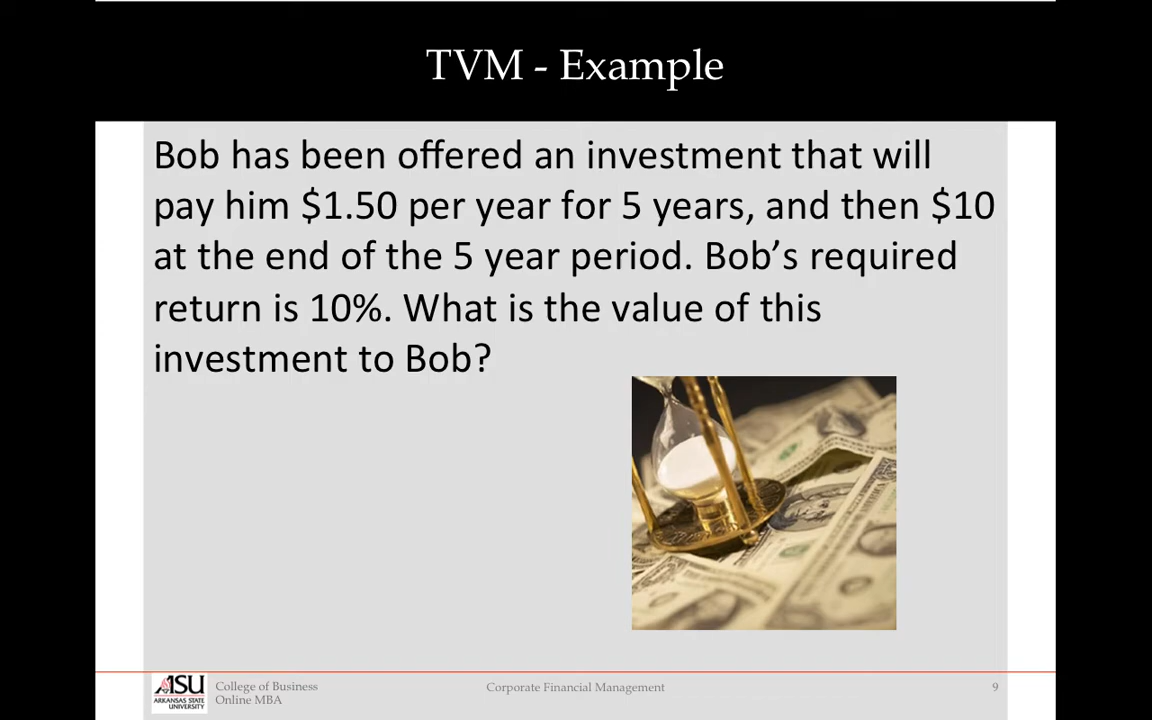 TVM - Example
Bob has been offered an investment that will
pay him $1.50 per year for 5 years, and then $10
at the end of the 5 year period. Bob’s required
return is 10%. What is the value of this
investment to Bob?
ASU
ARKANSAS STATE
UNIVERSITY
College of Business
Online MBA
Corporate Financial Management
9